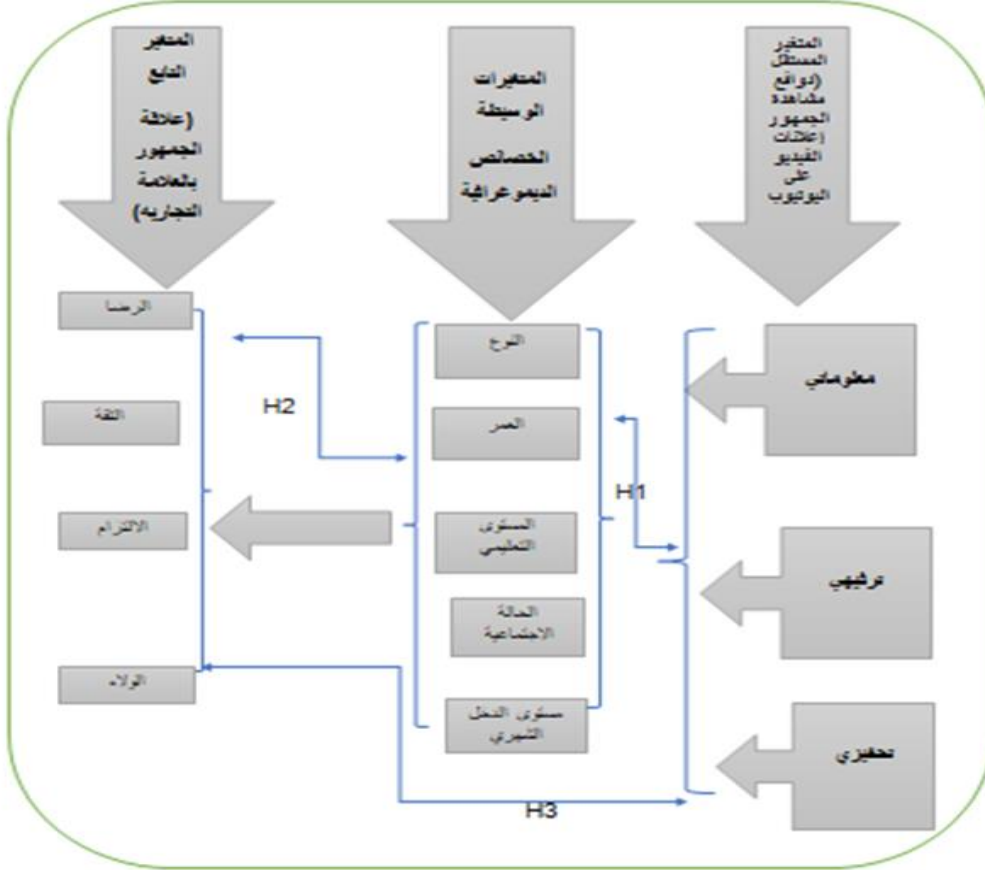 المتغير
المستقل
(دوافع
مشاهدة
الجمهور
إعلانات
الفيديو
على
اليوتيوب
معلوماتي
ترفيهي
تحفيزي
المتغيرات
الوسيطة
الخصائص
الديموغرافية
النوع
العمر
المستوى
التعليمي
الحالة
الاجتماعية
مستوى الدخل
الشهري
المتغير
التابع
(علاقة
الجمهور
بالعلامة
التجاريه)
الرضا
الثقة
الالتزام
الولاء
H1
H2
H3